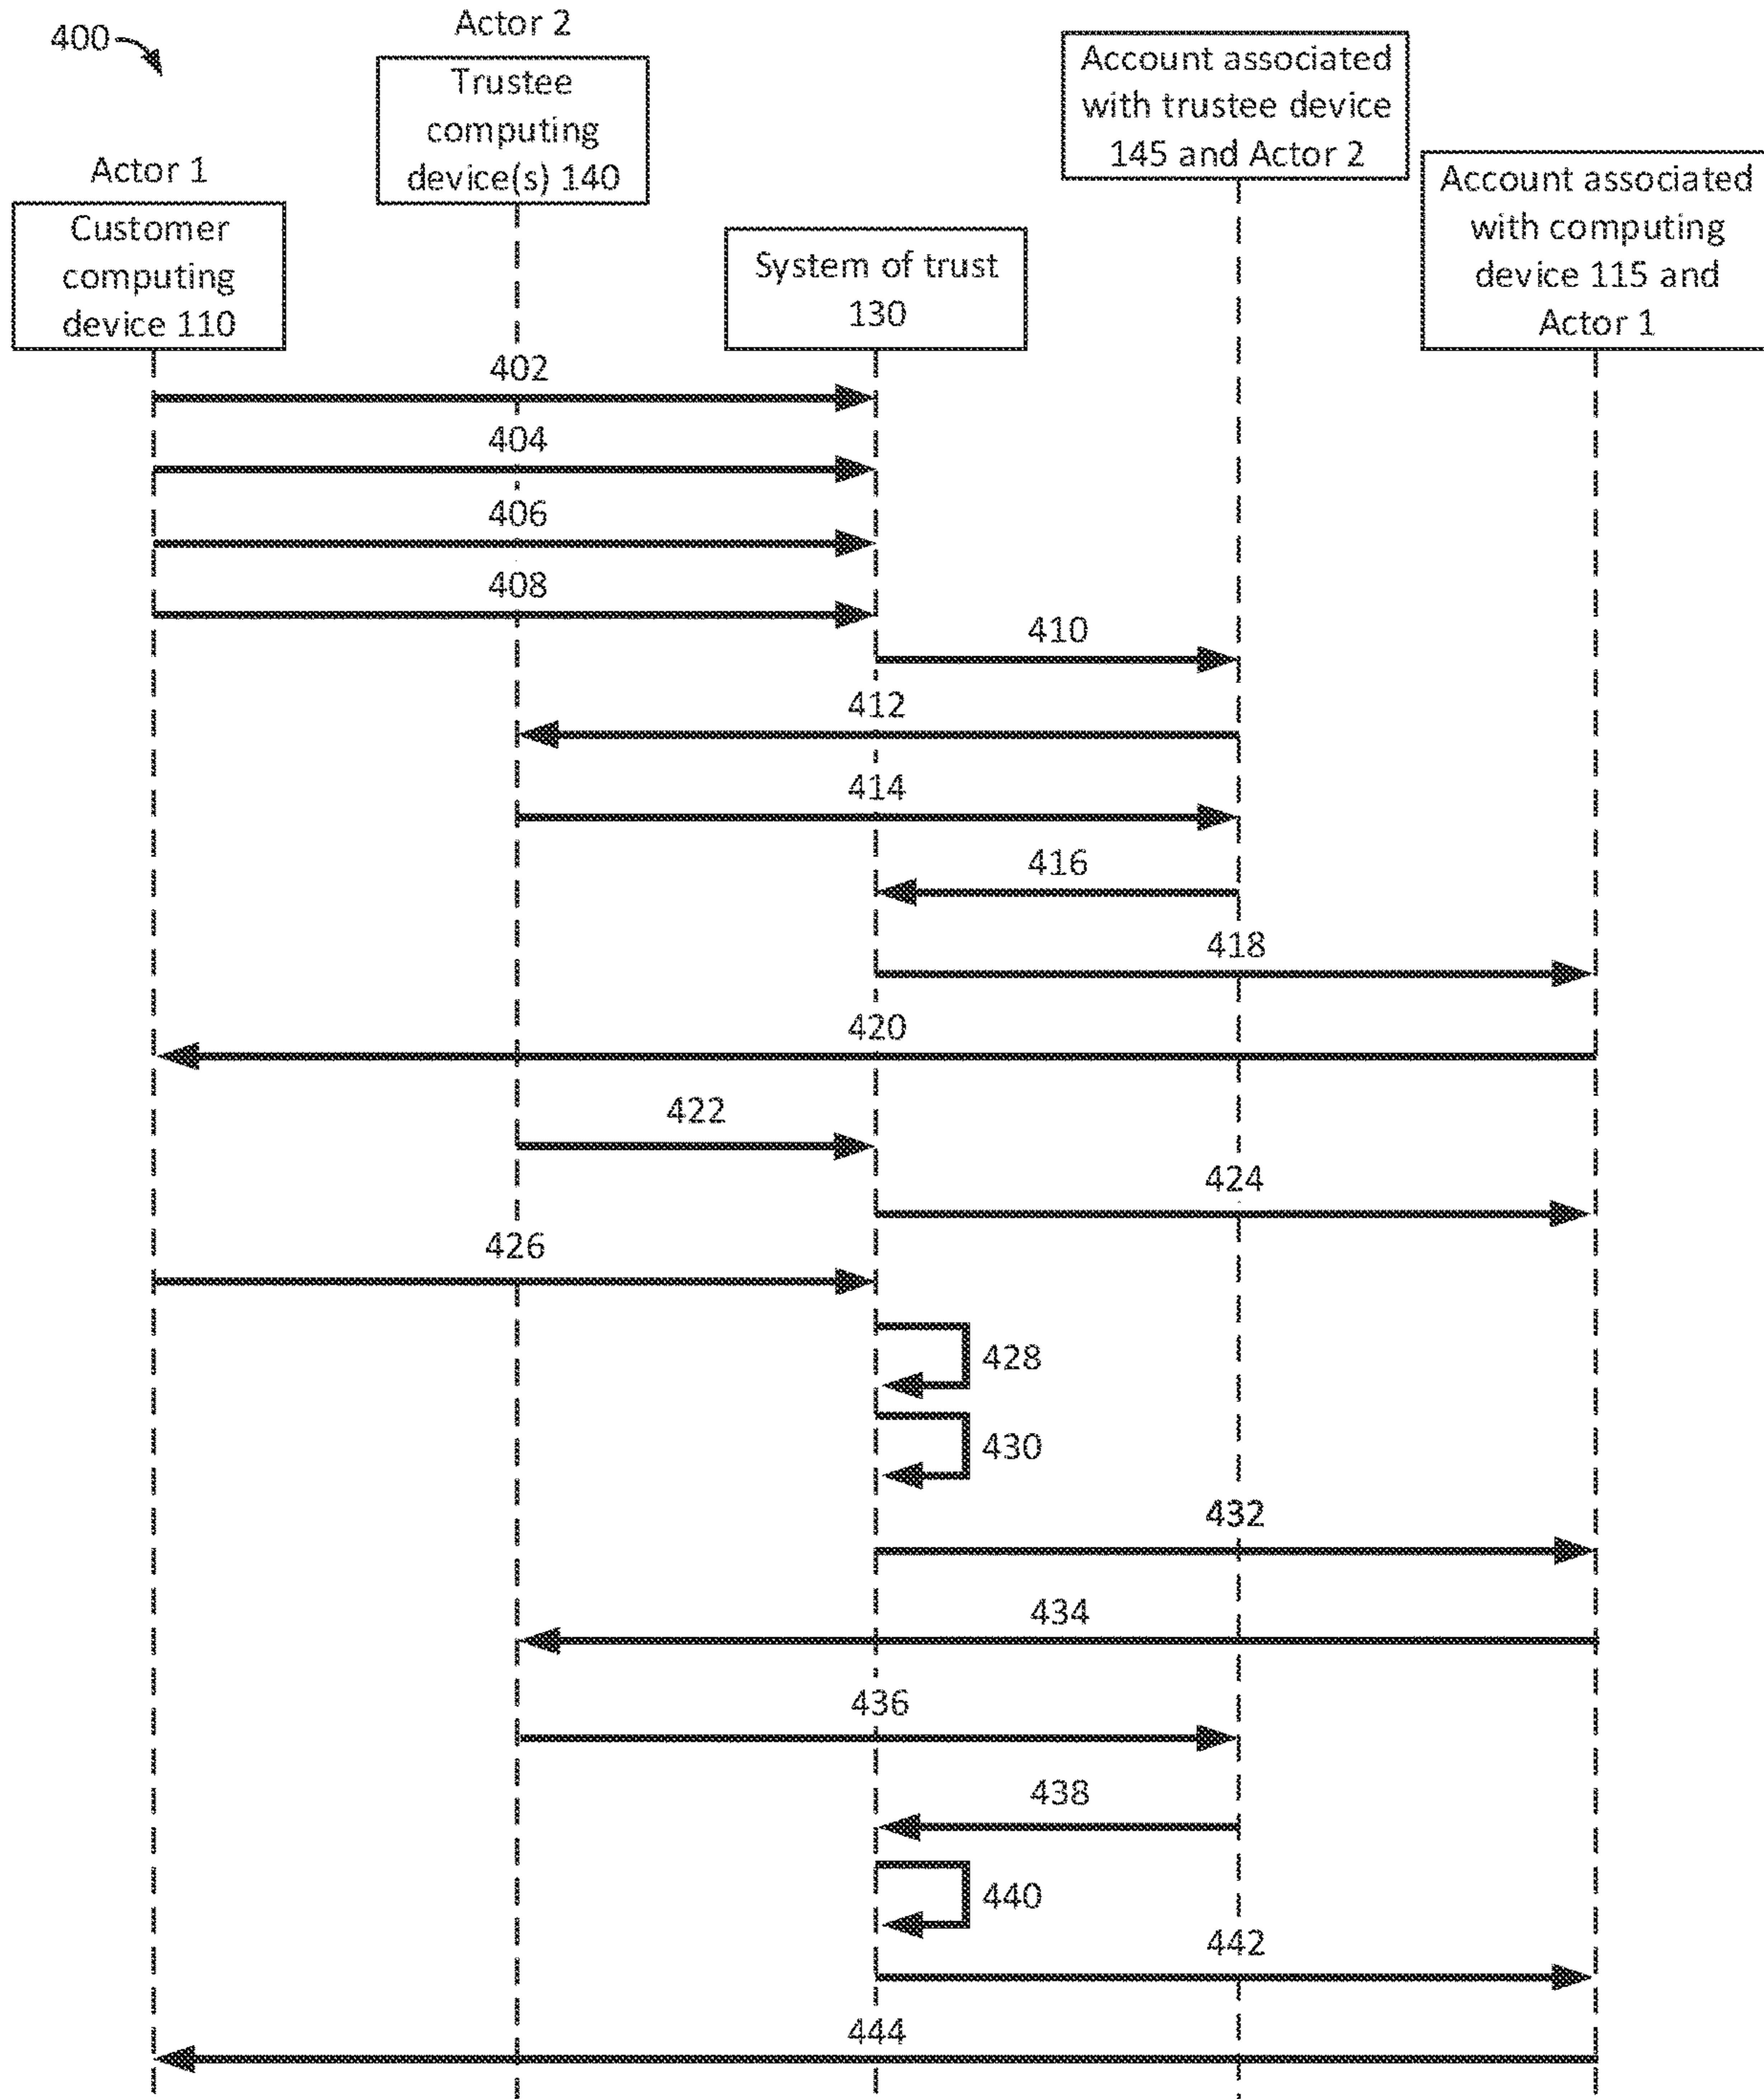 400
Actor 1
Customer
computing
device 110
Actor 2
Trustee
computing
device(s) 140
System of trust
130
Account associated
with trustee device
145 and Actor 2
Account associated
with computing
device 115 and
Actor 1
402
404
406
408
410
412
414
416
418
420
422
424
426
428
430
432
434
436
438
440
442
444